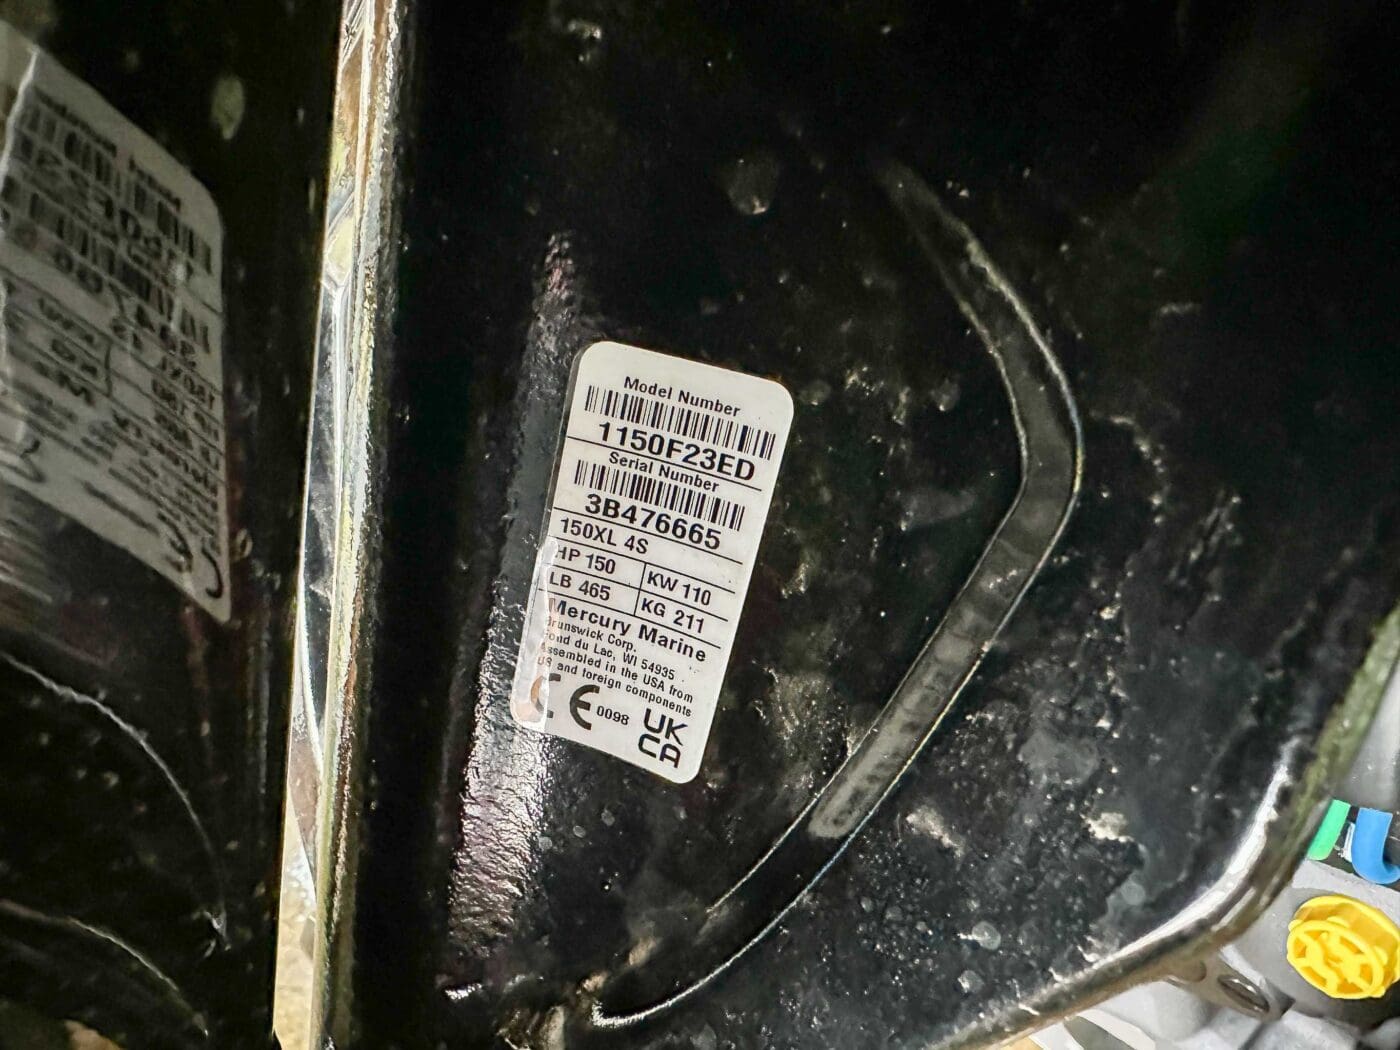 Model Number
1150F23ED
Serial Number
3B476665
150XL 4S
HP 150 KW 110
LB 465 KG 211
Mercury Marine
Brunswick Corp.
Fond du Lac, WI 54935
Assembled in the USA from
US and foreign components
CE 0098 UK
CA